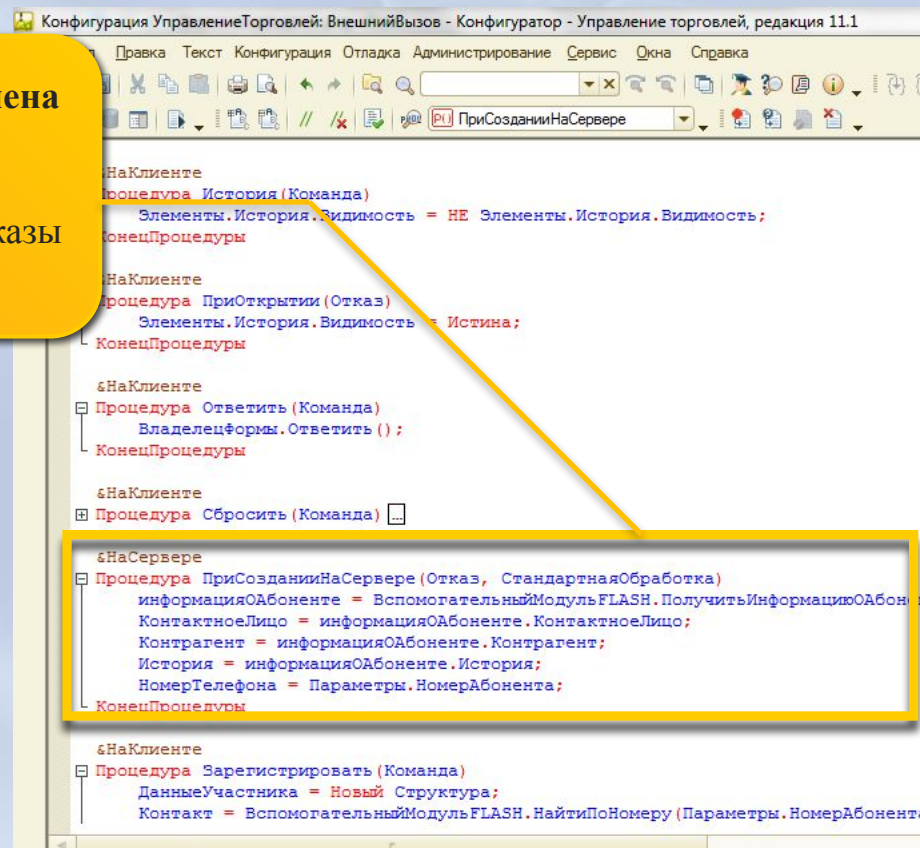 Конфигурация УправлениеТорговлей: ВнешнийВызов - Конфигуратор - Управление торговлей, редакция 11.1
Правка Текст Конфигурация Отладка Администрирование Сервис Окна Справка
ПриСозданииНаСервере
&НаКлиенте
Процедура История(Команда)
Элементы.История.Видимость = НЕ Элементы.История.Видимость;
КонецПроцедуры
&НаКлиенте
Процедура ПриОткрытии(Отказ)
Элементы.История.Видимость = Истина;
КонецПроцедуры
&НаКлиенте
Процедура Ответить(Команда)
ВладелецФормы.Ответить();
КонецПроцедуры
&НаКлиенте
Процедура Сбросить(Команда) ...
&НаСервере
Процедура ПриСозданииНаСервере(Отказ, СтандартнаяОбработка)
информацияОАбоненте = ВспомогательныйМодульFLASH.ПолучитьИнформациюОАбон
КонтактноеЛицо = информацияОАбоненте.КонтактноеЛицо;
Контрагент = информацияОАбоненте.Контрагент;
История = информацияОАбоненте.История;
НомерТелефона = Параметры.НомерАбонента;
КонецПроцедуры
&НаКлиенте
Процедура Зарегистрировать(Команда)
ДанныеУчастника = Новый Структура;
Контакт = ВспомогательныйМодульFLASH.НайтиПоНомеру(Параметры.НомерАбонента